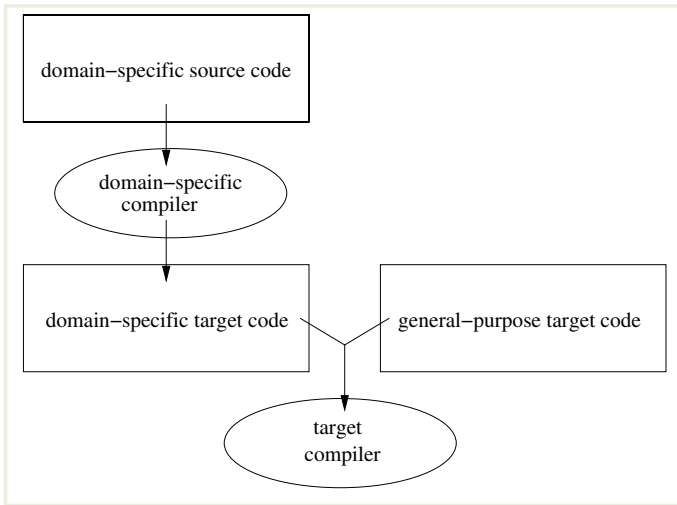 domain−specific source code
domain−specific
compiler
domain−specific target code
general−purpose target code
target
compiler